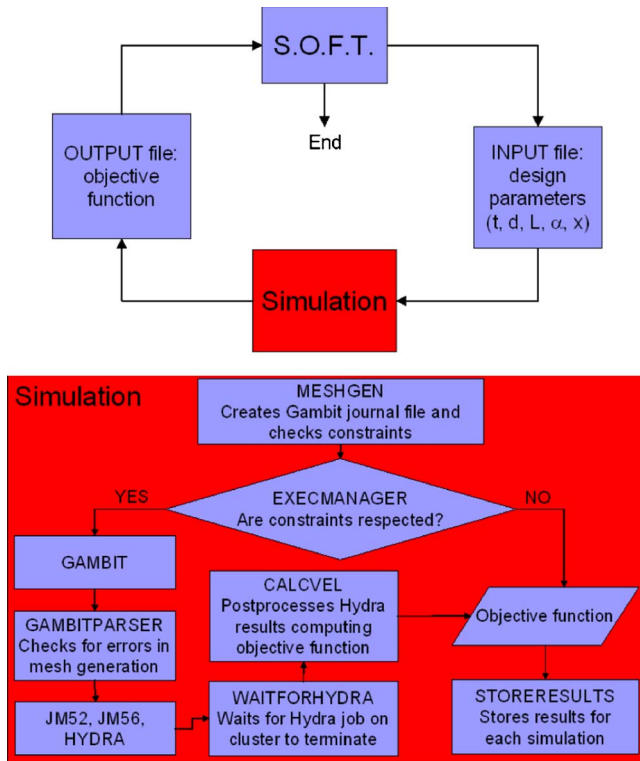 S.O.F.T.
End
OUTPUT file:
objective
function
INPUT file:
design
parameters
(t, d, L, α, x)
Simulation
Simulation
MESHGEN
Creates Gambit journal file and
checks constraints
YES
EXECMANAGER
Are constraints respected?
NO
GAMBIT
GAMBITPARSER
Checks for errors in
mesh generation
JM52, JM56,
HYDRA
CALCVEL
Postprocesses Hydra
results computing
objective function
WAITFORHYDRA
Waits for Hydra job on
cluster to terminate
Objective function
STORERESULTS
Stores results for
each simulation